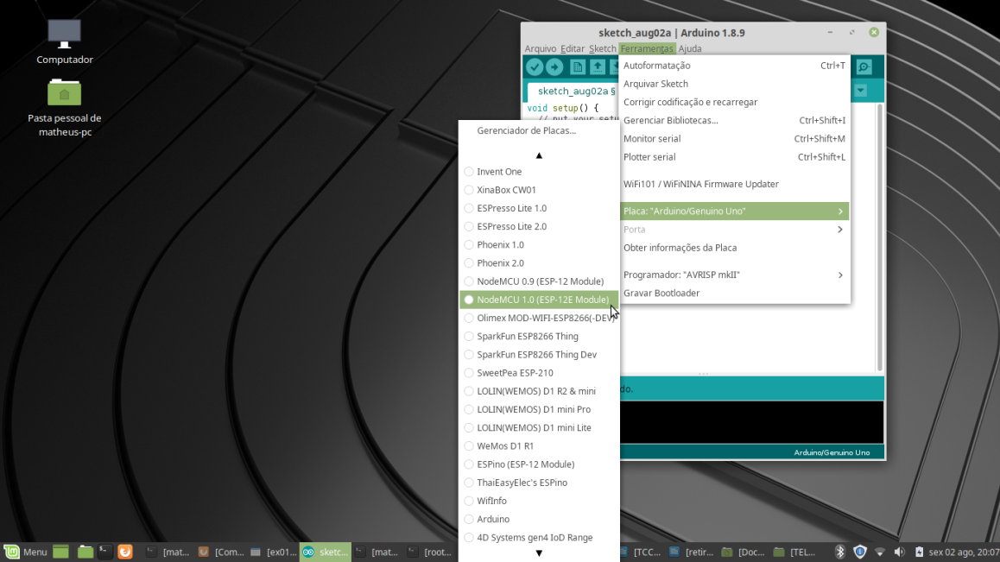 Computador
Pasta pessoal de
matheus-pc
sketch_aug02a | Arduino 1.8.9
Arquivo Editar Sketch Ferramentas Ajuda
sketch_aug02a §
void setup() {
// put your setu
Autoformatação Ctrl+T
Arquivar Sketch
Corrigir codificação e recarregar
Gerenciar Bibliotecas... Ctrl+Shift+I
Monitor serial Ctrl+Shift+M
Plotter serial Ctrl+Shift+L
WiFi101 / WiFiNINA Firmware Updater
Placa: "Arduino/Genuino Uno"
Porta
Obter informações da Placa
Programador: "AVRISP mkII"
Gravar Bootloader
Gerenciador de Placas...
Invent One
XinaBox CW01
ESPresso Lite 1.0
ESPresso Lite 2.0
Phoenix 1.0
Phoenix 2.0
NodeMCU 0.9 (ESP-12 Module)
NodeMCU 1.0 (ESP-12E Module)
Olimex MOD-WIFI-ESP8266(-DEV)
SparkFun ESP8266 Thing
SparkFun ESP8266 Thing Dev
SweetPea ESP-210
LOLIN(WEMOS) D1 R2 & mini
LOLIN(WEMOS) D1 mini Pro
LOLIN(WEMOS) D1 mini Lite
WeMos D1 R1
ESPino (ESP-12 Module)
ThaiEasyElec's ESPino
WifInfo
Arduino
4D Systems gen4 IoD Range
do.
Arduino/Genuino Uno
Menu [mat... [Com... [ex01... sketc... [mat... [root... [TCC... [retir... [Doc... [TEL... sex 02 ago, 20:07